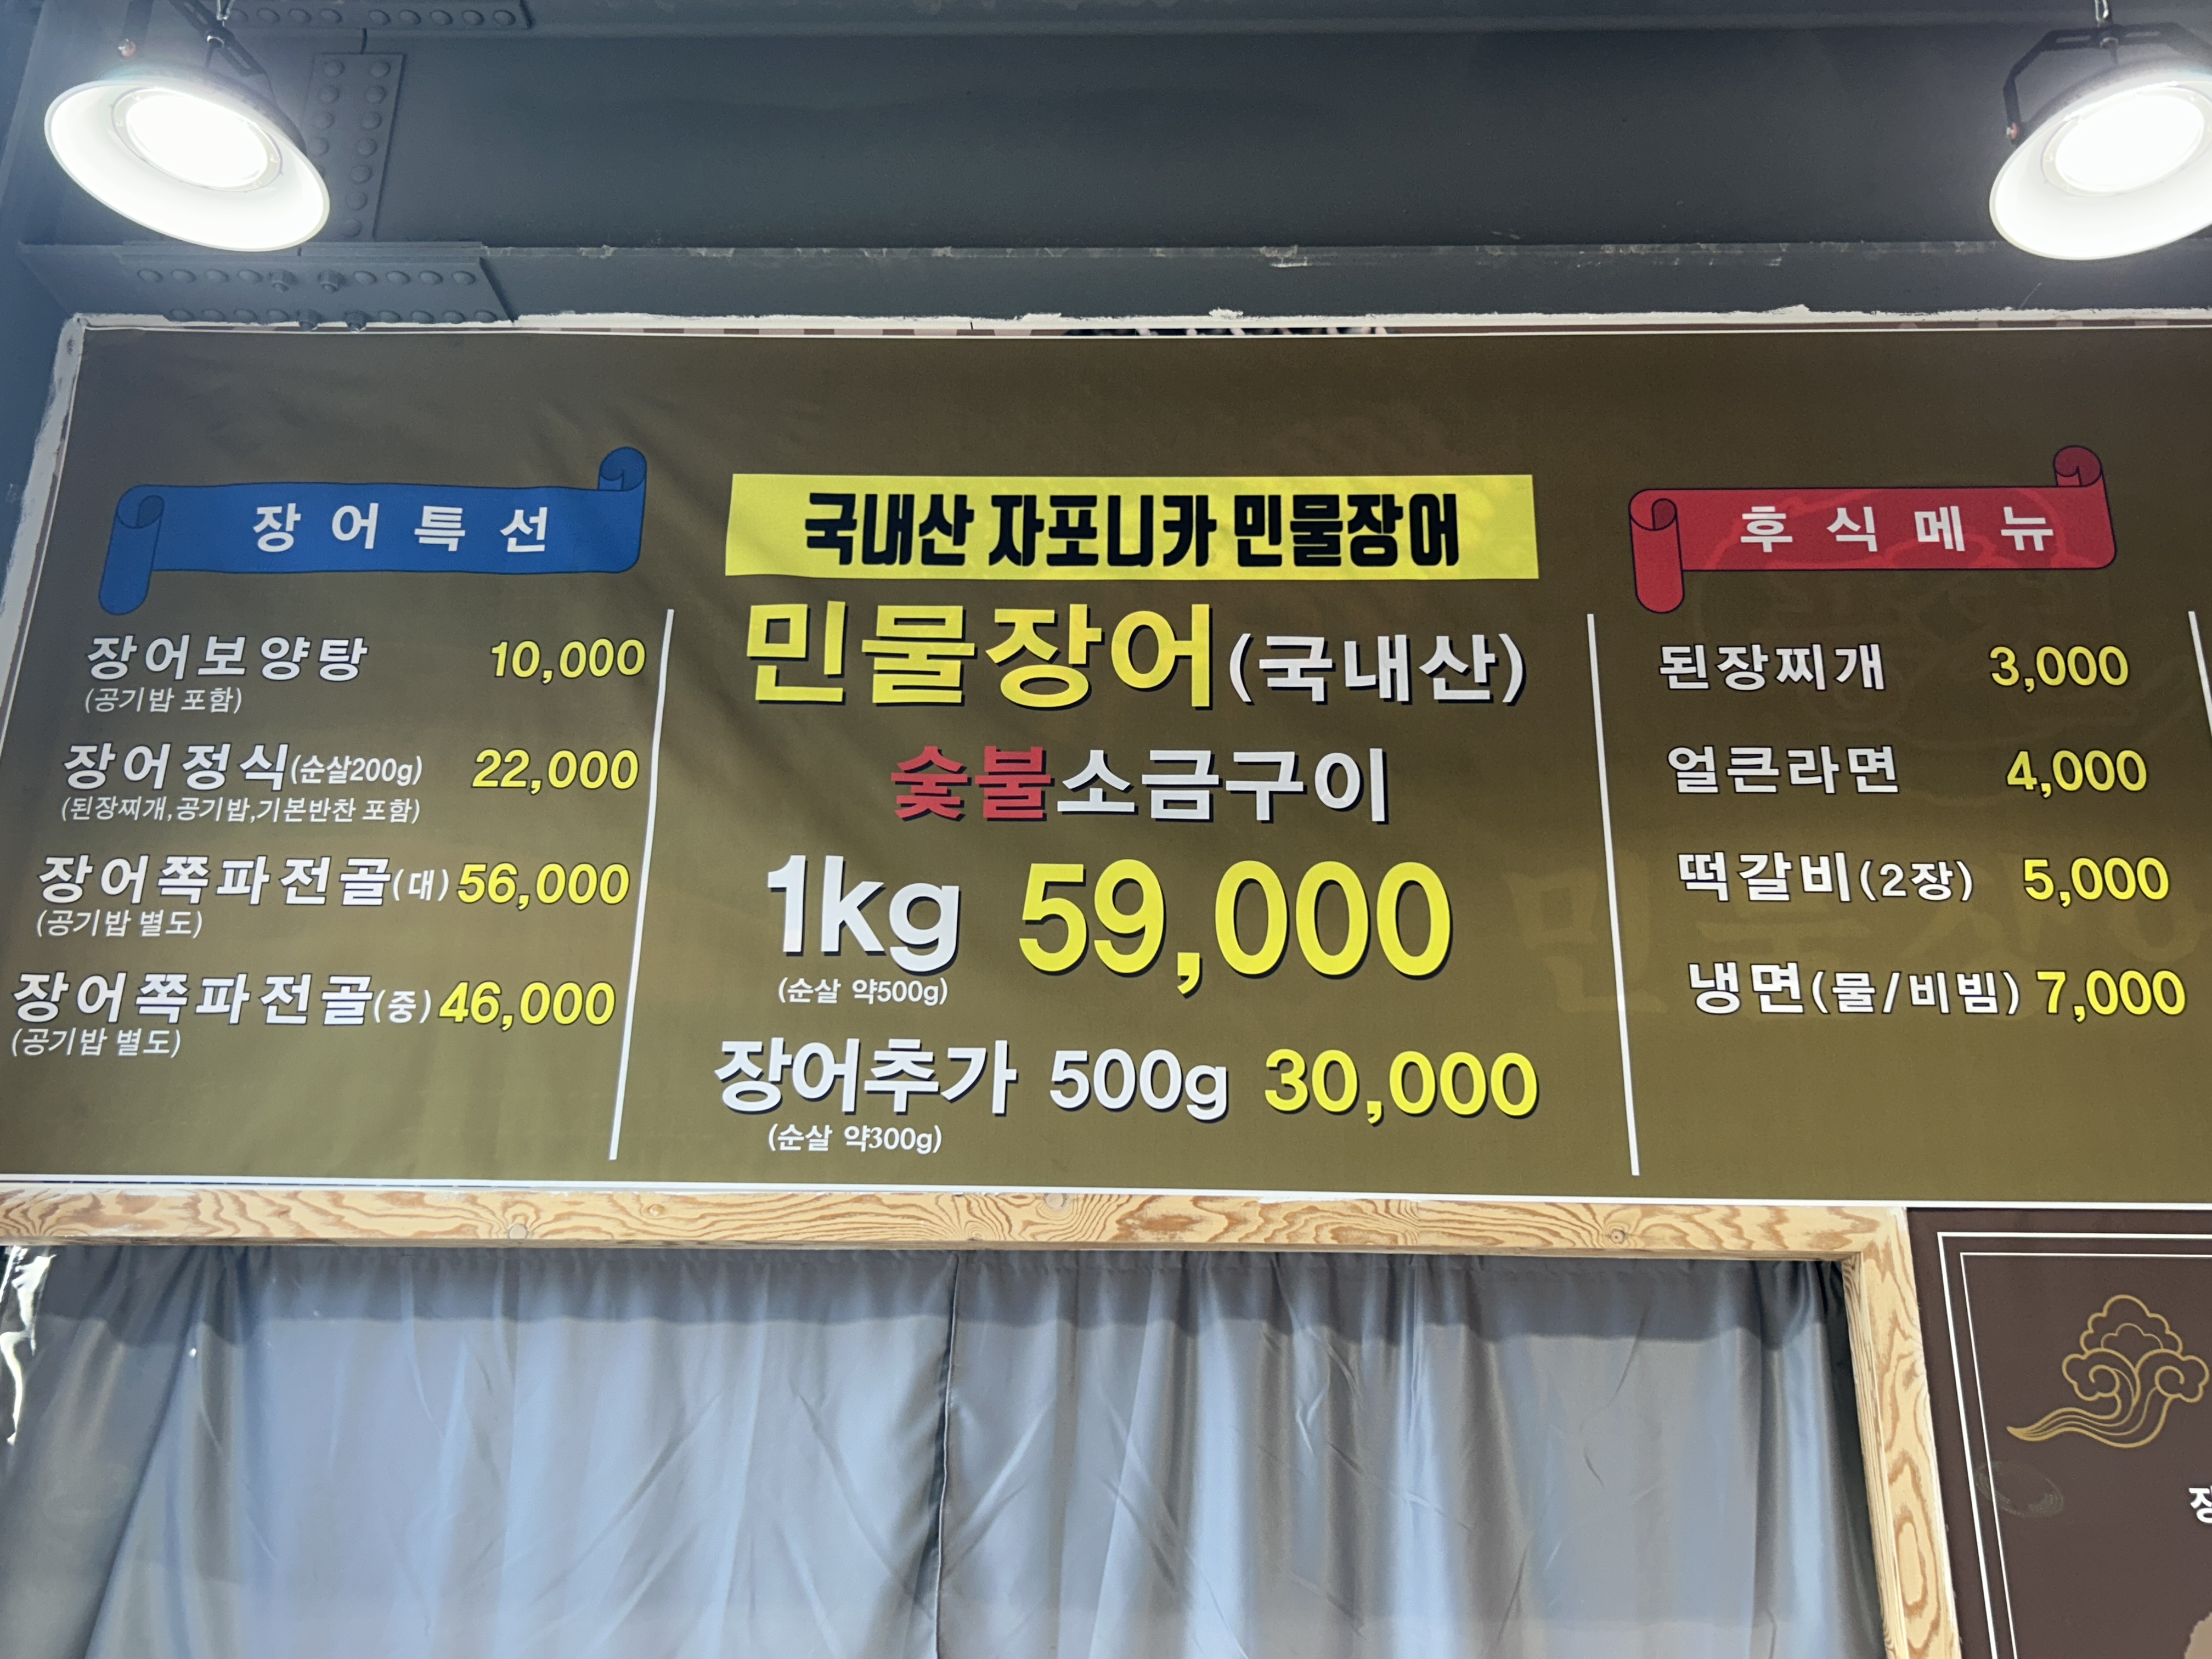 장어특선
장어보양탕 10,000
(공기밥 포함)
장어정식(순살200g) 22,000
(된장찌개,공기밥,기본반찬 포함)
장어쪽파전골(대) 56,000
(공기밥 별도)
장어쪽파전골(중) 46,000
(공기밥 별도)
국내산 자포니카 민물장어
민물장어(국내산)
숯불소금구이
1kg 59,000
(순살 약500g)
장어추가 500g 30,000
(순살 약300g)
후식메뉴
된장찌개 3,000
얼큰라면 4,000
떡갈비(2장) 5,000
냉면(물/비빔) 7,000